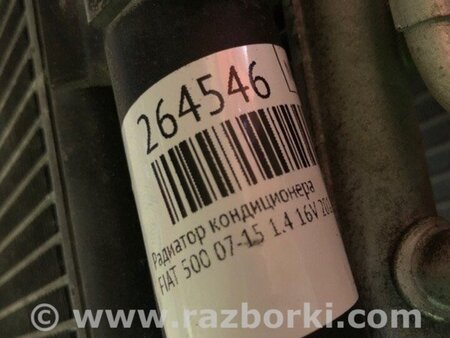 264546
Радиатор кондиционера
FIAT 500 07-15 1.4 16V
© www.razborki.com